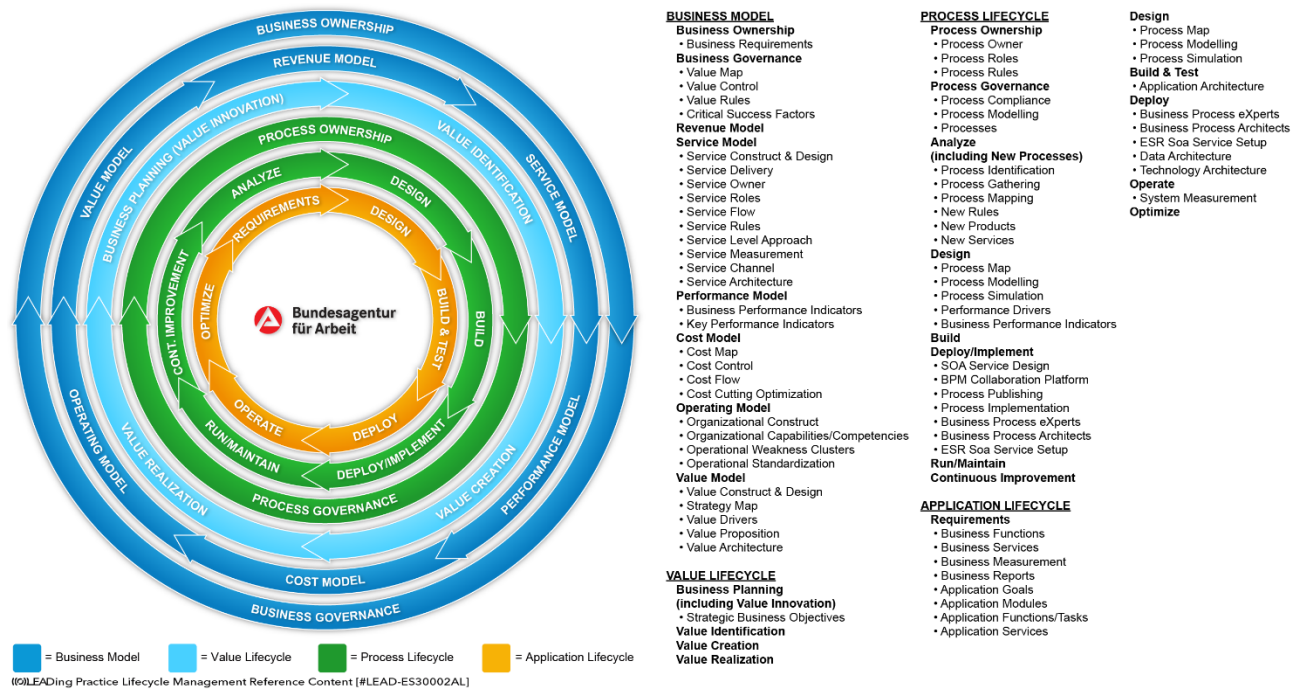 BUSINESS OWNERSHIP
REVENUE MODEL
SERVICE MODEL
PERFORMANCE MODEL
COST MODEL
OPERATING MODEL
VALUE MODEL
BUSINESS GOVERNANCE
BUSINESS PLANNING (VALUE INNOVATION)
VALUE IDENTIFICATION
VALUE CREATION
VALUE REALIZATION
PROCESS OWNERSHIP
PROCESS GOVERNANCE
ANALYZE
DESIGN
BUILD
DEPLOY/IMPLEMENT
RUN/MAINTAIN
CONT. IMPROVEMENT
REQUIREMENTS
DESIGN
BUILD & TEST
DEPLOY
OPERATE
OPTIMIZE
Bundesagentur
für Arbeit
= Business Model
= Value Lifecycle
= Process Lifecycle
= Application Lifecycle
LEADing Practice Lifecycle Management Reference Content [#LEAD-ES30002AL]
BUSINESS MODEL
Business Ownership
• Business Requirements
Business Governance
• Value Map
• Value Control
• Value Rules
• Critical Success Factors
Revenue Model
Service Model
• Service Construct & Design
• Service Delivery
• Service Owner
• Service Roles
• Service Flow
• Service Rules
• Service Level Approach
• Service Measurement
• Service Channel
• Service Architecture
Performance Model
• Business Performance Indicators
• Key Performance Indicators
Cost Model
• Cost Map
• Cost Control
• Cost Flow
• Cost Cutting Optimization
Operating Model
• Organizational Construct
• Organizational Capabilities/Competencies
• Operational Weakness Clusters
• Operational Standardization
Value Model
• Value Construct & Design
• Strategy Map
• Value Drivers
• Value Proposition
• Value Architecture
VALUE LIFECYCLE
Business Planning
(including Value Innovation)
• Strategic Business Objectives
Value Identification
Value Creation
Value Realization
PROCESS LIFECYCLE
Process Ownership
• Process Owner
• Process Roles
• Process Rules
Process Governance
• Process Compliance
• Process Modelling
• Processes
Analyze
(including New Processes)
• Process Identification
• Process Gathering
• Process Mapping
• New Rules
• New Products
• New Services
Design
• Process Map
• Process Modelling
• Process Simulation
• Performance Drivers
• Business Performance Indicators
Build
Deploy/Implement
• SOA Service Design
• BPM Collaboration Platform
• Process Publishing
• Process Implementation
• Business Process eXperts
• Business Process Architects
• ESR Soa Service Setup
Run/Maintain
Continuous Improvement
APPLICATION LIFECYCLE
Requirements
• Business Functions
• Business Services
• Business Measurement
• Business Reports
• Application Goals
• Application Modules
• Application Functions/Tasks
• Application Services
Design
• Process Map
• Process Modelling
• Process Simulation
Build & Test
• Application Architecture
Deploy
• Business Process eXperts
• Business Process Architects
• ESR Soa Service Setup
• Data Architecture
• Technology Architecture
Operate
• System Measurement
Optimize